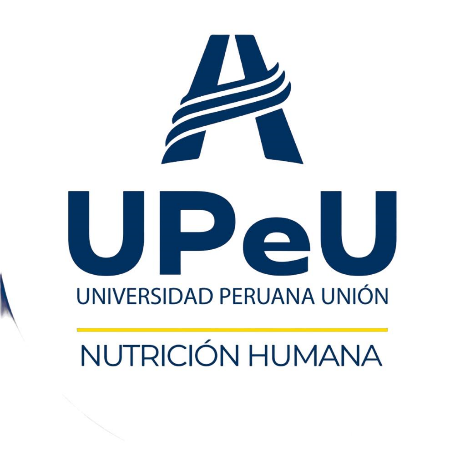 UPeU
UNIVERSIDAD PERUANA UNIÓN
NUTRICIÓN HUMANA